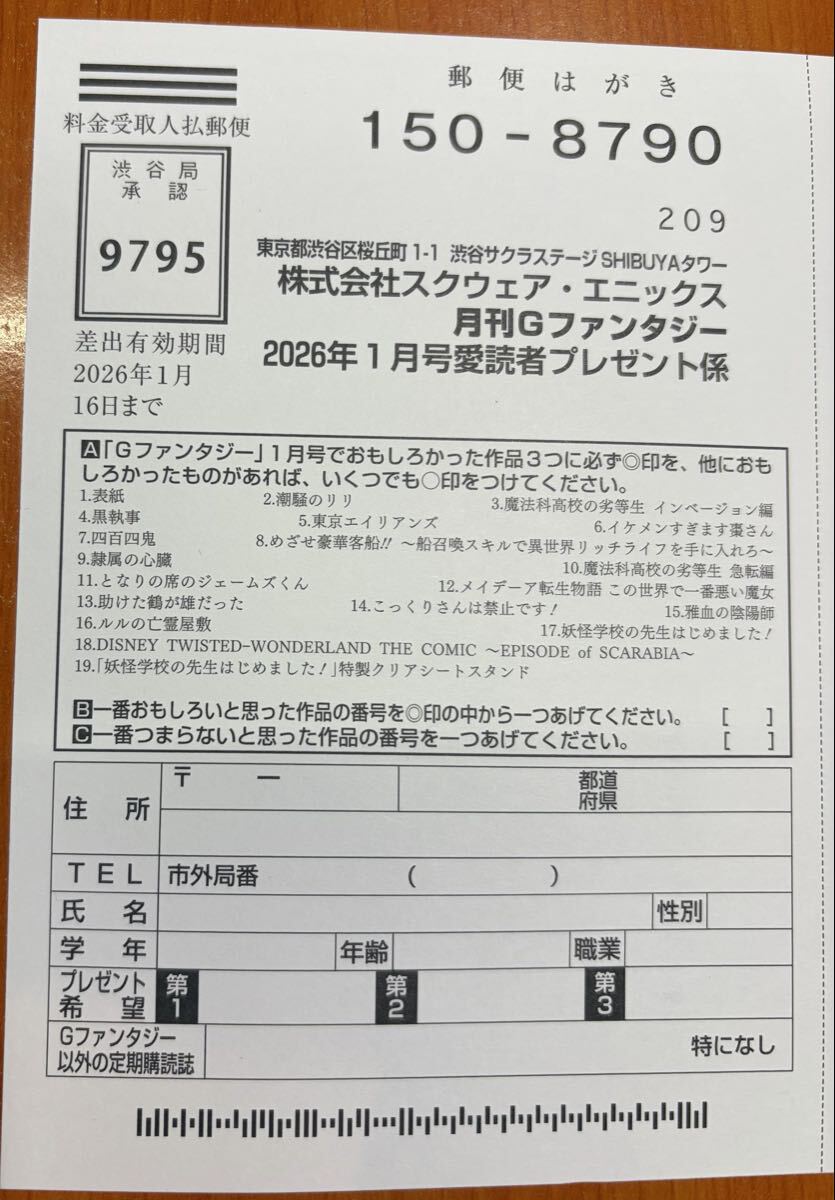 郵便はがき
料金受取人払郵便
150-8790
渋谷局
承認
9795
209
東京都渋谷区桜丘町1-1 渋谷サクラステージSHIBUYAタワー
株式会社スクウェア・エニックス
月刊Gファンタジー
2026年1月号愛読者プレゼント係
差出有効期間
2026年1月
16日まで
A「Gファンタジー」1月号でおもしろかった作品3つに必ず◎印を、他におも
しろかったものがあれば、いくつでも○印をつけてください。
1.表紙 2.潮騒のリリ 3.魔法科高校の劣等生 インベージョン編
4.黒執事 5.東京エイリアンズ 6.イケメンすぎます棗さん
7.四百四鬼 8.めざせ豪華客船!! ～船召喚スキルで異世界リッチライフを手に入れろ～
9.隷属の心臓 10.魔法科高校の劣等生 急転編
11.となりの席のジェームズくん 12.メイデーア転生物語 この世界で一番悪い魔女
13.助けた鶴が雄だった 14.こっくりさんは禁止です! 15.雅血の陰陽師
16.ルルの亡霊屋敷 17.妖怪学校の先生はじめました!
18.DISNEY TWISTED-WONDERLAND THE COMIC ～EPISODE of SCARABIA～
19.「妖怪学校の先生はじめました!」特製クリアシートスタンド
B一番おもしろいと思った作品の番号を◎印の中から一つあげてください。 [ ]
C一番つまらないと思った作品の番号を一つあげてください。 [ ]
住所 〒 ー 都道
府県
TEL 市外局番 ( )
氏名 性別
学年 年齢 職業
プレゼント
希望 第1 第2 第3
Gファンタジー
以外の定期購読誌 特になし